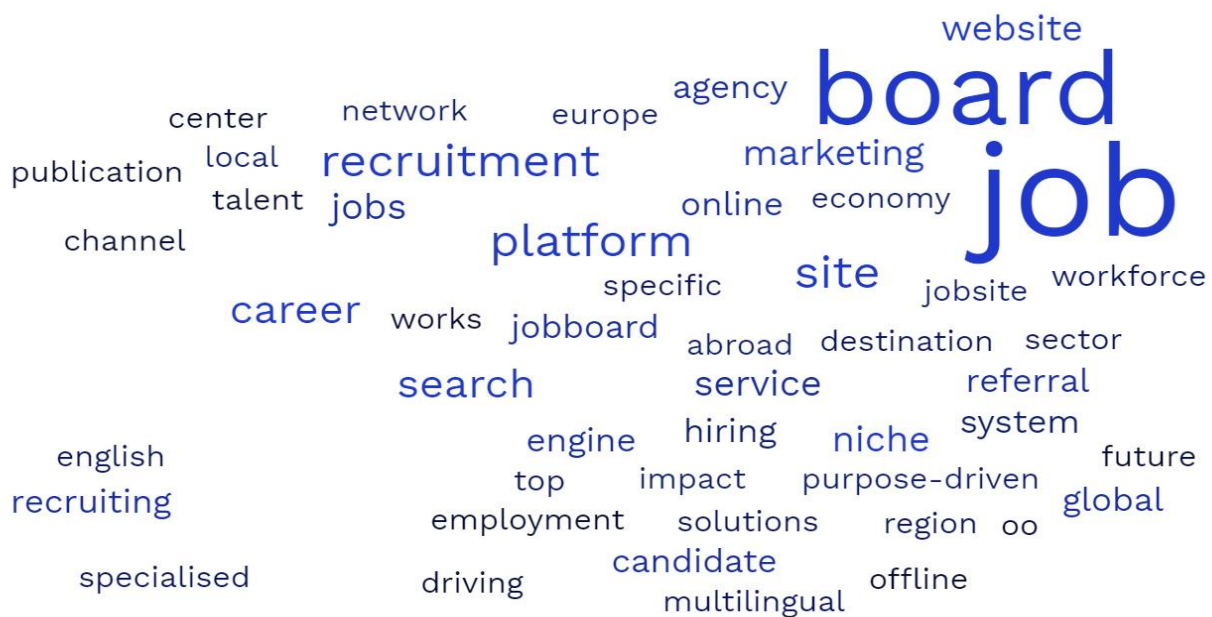 website
board
agency
network
europe
center
job
marketing
recruitment
local
publication
talent
jobs
online
economy
channel
platform
site
workforce
specific
jobsite
career
works
jobboard
abroad
destination
sector
search
service
referral
system
hiring
engine
niche
english
future
top
impact
purpose-driven
recruiting
global
employment
solutions
region
oo
candidate
specialised
driving
offline
multilingual